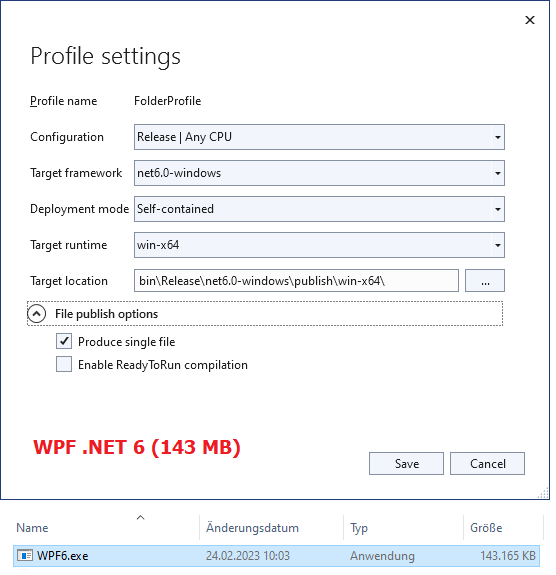 Profile settings
Profile name FolderProfile
Configuration Release | Any CPU
Target framework net6.0-windows
Deployment mode Self-contained
Target runtime win-x64
Target location bin\Release\net6.0-windows\publish\win-x64\ ...
File publish options
Produce single file
Enable ReadyToRun compilation
WPF .NET 6 (143 MB)
Save Cancel
Name Änderungsdatum Typ Größe
WPF6.exe 24.02.2023 10:03 Anwendung 143.165 KB